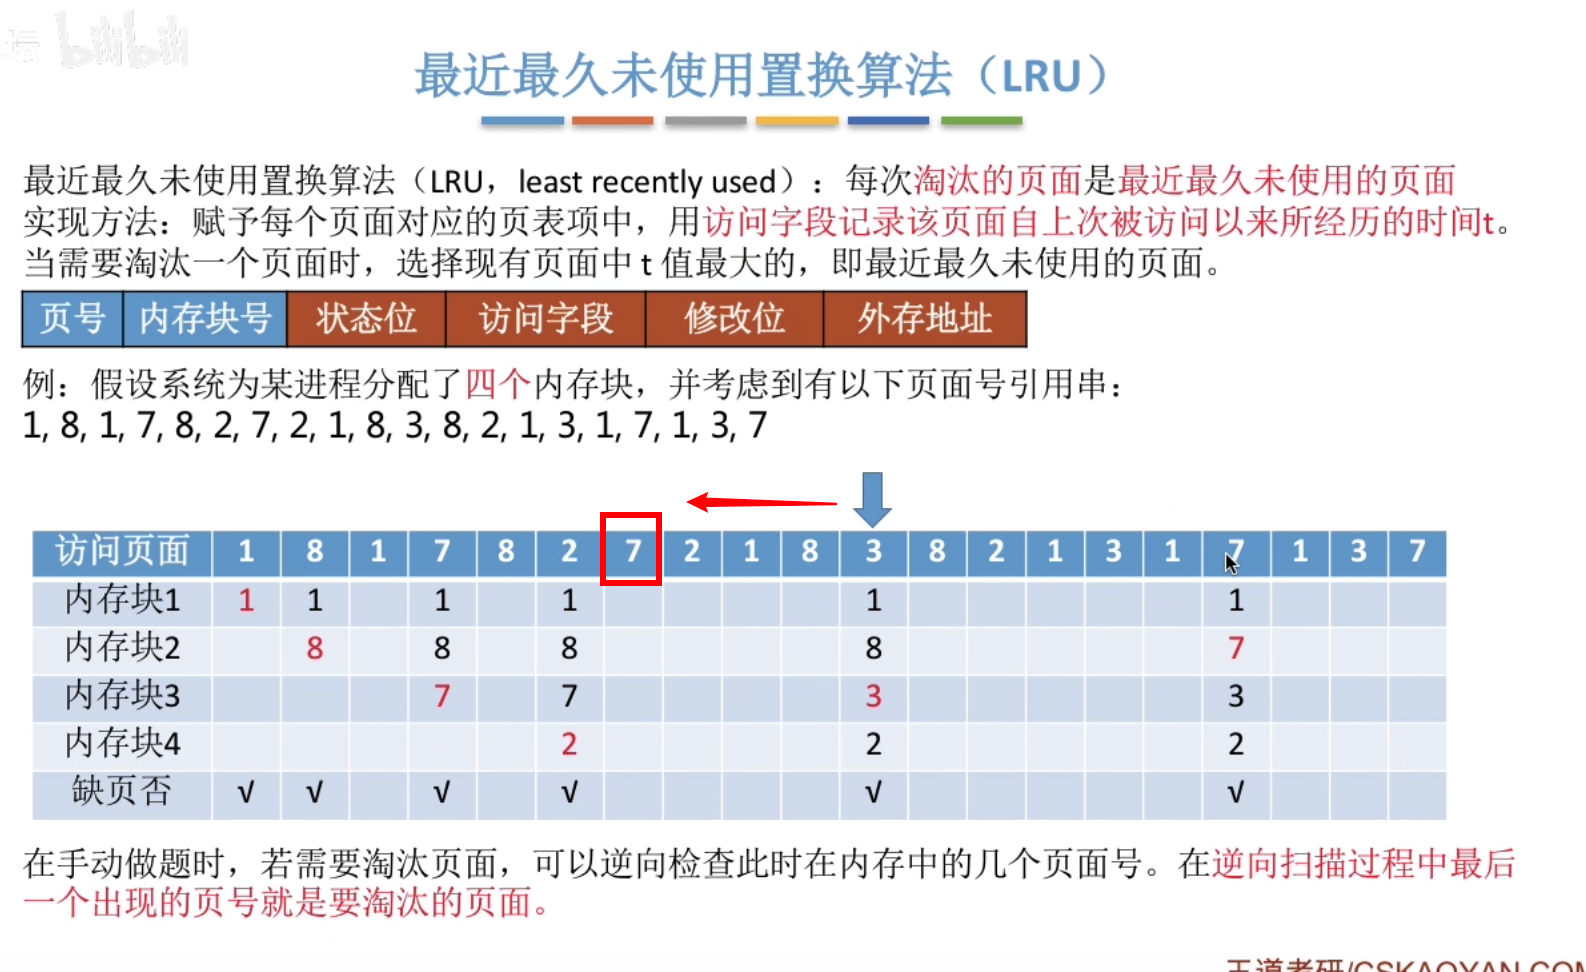 坛 bilibili
最近最久未使用置换算法（LRU）
最近最久未使用置换算法（LRU，least recently used）：每次淘汰的页面是最近最久未使用的页面
实现方法：赋予每个页面对应的页表项中，用访问字段记录该页面自上次被访问以来所经历的时间t。
当需要淘汰一个页面时，选择现有页面中 t 值最大的，即最近最久未使用的页面。
页号 内存块号 状态位 访问字段 修改位 外存地址
例：假设系统为某进程分配了四个内存块，并考虑到有以下页面号引用串：
1, 8, 1, 7, 8, 2, 7, 2, 1, 8, 3, 8, 2, 1, 3, 1, 7, 1, 3, 7
访问页面 1 8 1 7 8 2 7 2 1 8 3 8 2 1 3 1 7 1 3 7
内存块1 1 1 1 1 1 1
内存块2 8 8 8 8 7
内存块3 7 7 3 3
内存块4 2 2 2
缺页否 √ √ √ √ √ √
在手动做题时，若需要淘汰页面，可以逆向检查此时在内存中的几个页面号。在逆向扫描过程中最后
一个出现的页号就是要淘汰的页面。
王道考研/CSKAOYAN.COM